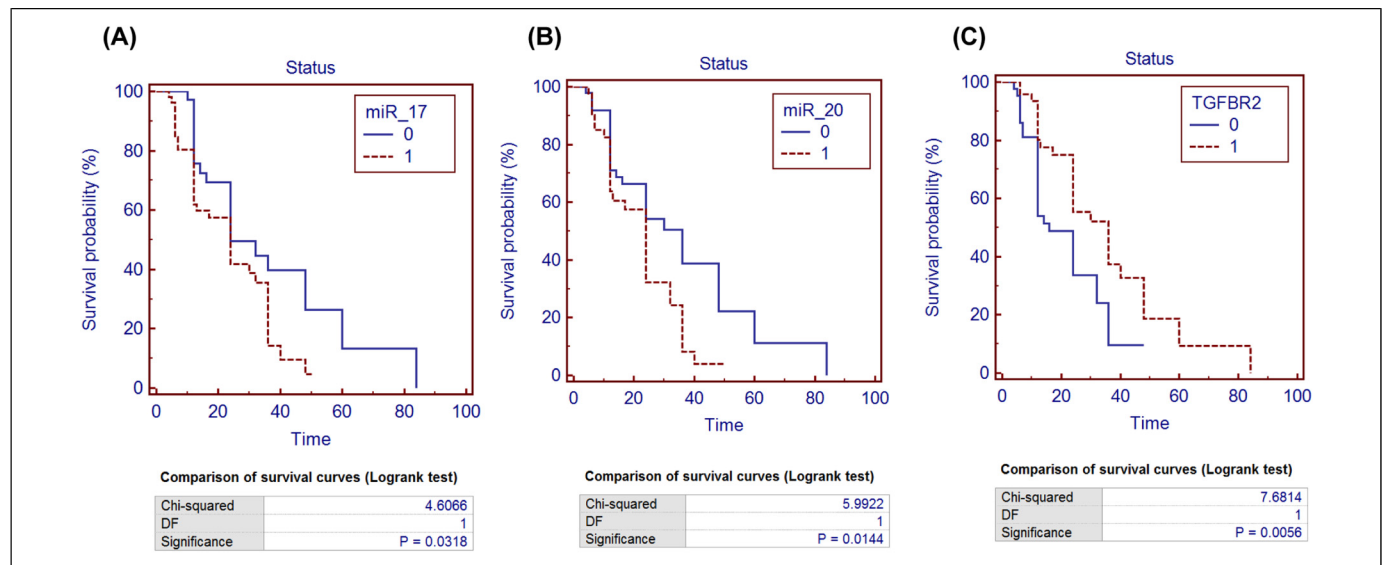 (A)
Status
miR_17
0
1
Survival probability (%)
100
80
60
40
20
0
0 20 40 60 80 100
Time
Comparison of survival curves (Logrank test)
Chi-squared 4.6066
DF 1
Significance P = 0.0318
(B)
Status
miR_20
0
1
Survival probability (%)
100
80
60
40
20
0
0 20 40 60 80 100
Time
Comparison of survival curves (Logrank test)
Chi-squared 5.9922
DF 1
Significance P = 0.0144
(C)
Status
TGFBR2
0
1
Survival probability (%)
100
80
60
40
20
0
0 20 40 60 80 100
Time
Comparison of survival curves (Logrank test)
Chi-squared 7.6814
DF 1
Significance P = 0.0056